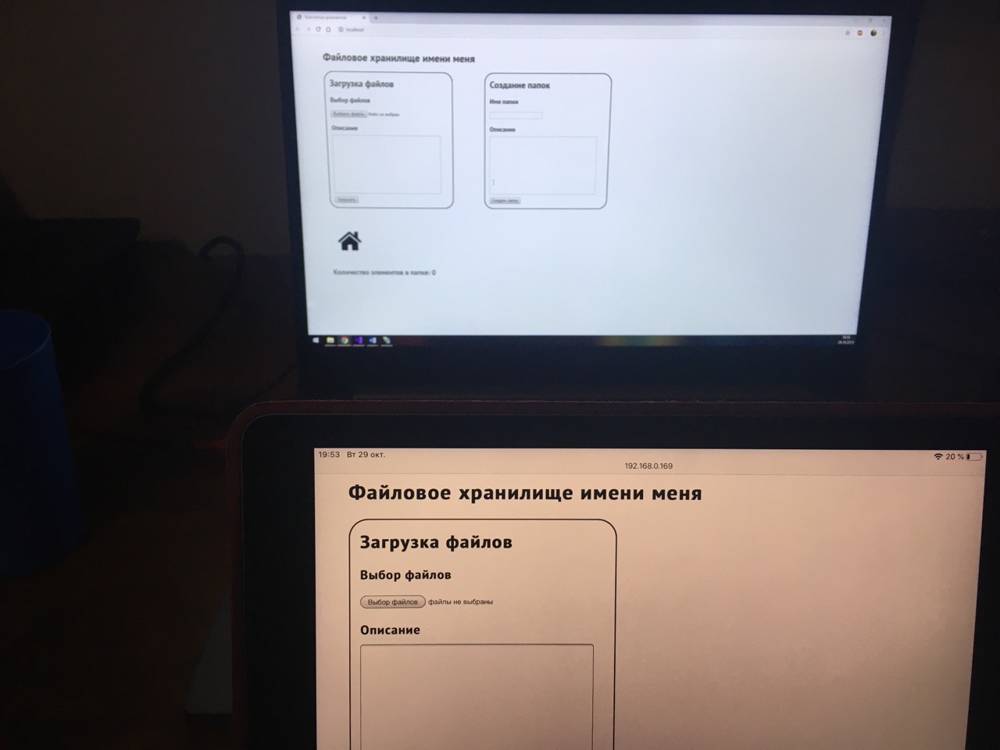 Хранилище документов
localhost
Файловое хранилище имени меня
Загрузка файлов
Выбор файлов
Выбрать файлы Файл не выбран
Описание
Загрузить
Создание папок
Имя папки
Описание
Создать папку
Количество элементов в папке: 0
19:53 Вт 29 окт.
20 %
192.168.0.169
Файловое хранилище имени меня
Загрузка файлов
Выбор файлов
Выбор файлов файлы не выбраны
Описание